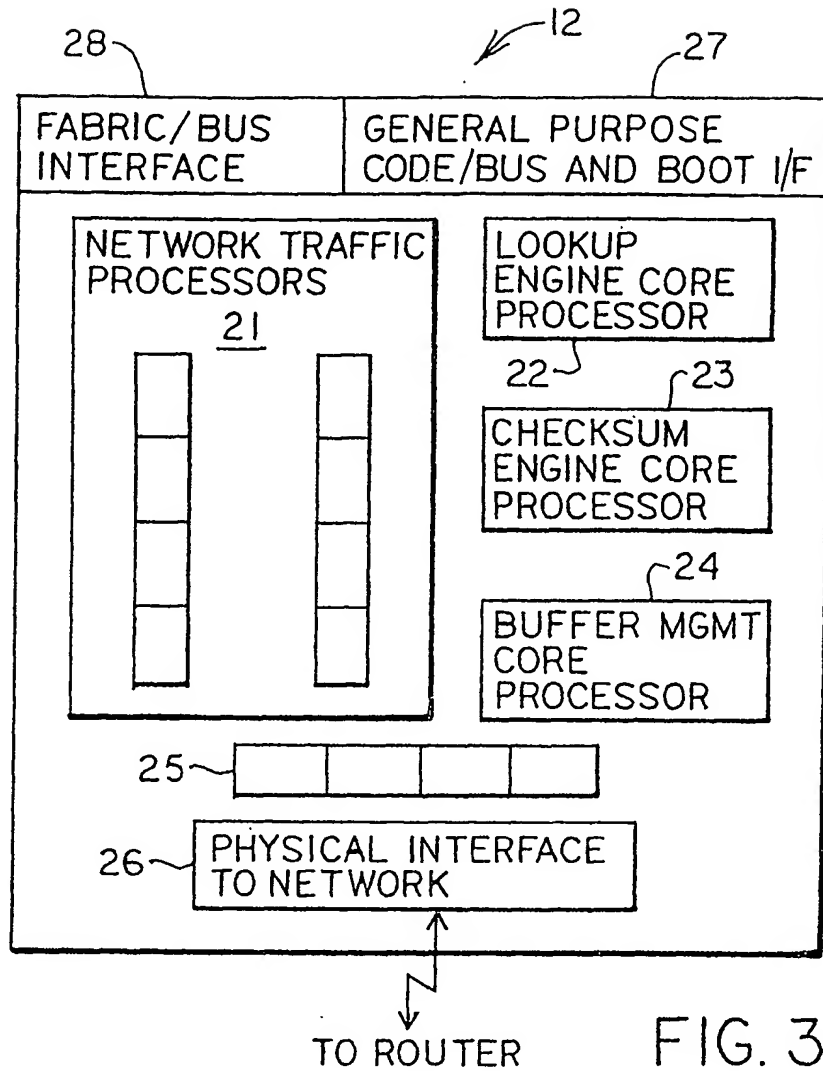 12
28
27
FABRIC/BUS
INTERFACE
GENERAL PURPOSE
CODE/BUS AND BOOT I/F
NETWORK TRAFFIC
PROCESSORS
21
LOOKUP
ENGINE CORE
PROCESSOR
22
23
CHECKSUM
ENGINE CORE
PROCESSOR
24
BUFFER MGMT
CORE
PROCESSOR
25
26
PHYSICAL INTERFACE
TO NETWORK
TO ROUTER
FIG. 3